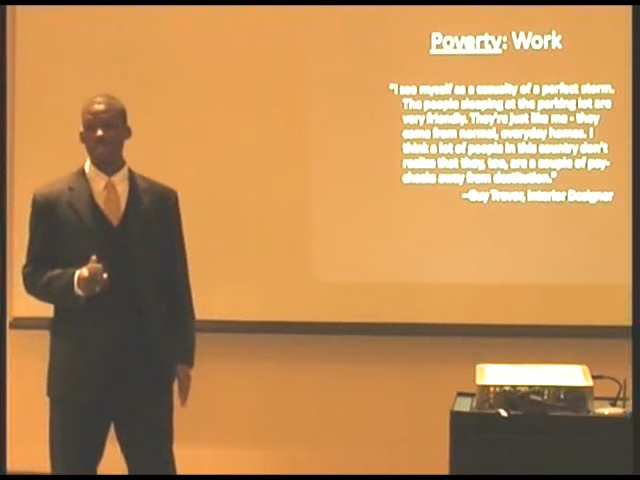 Poverty: Work
"I see myself as a casualty of a perfect storm.
The people sleeping at the parking lot are
very friendly. They're just like me - they
come from normal, everyday homes. I
think a lot of people in this country don't
realize that they, too, are a couple of pay-
checks away from destitution."
--Guy Trevor, Interior Designer